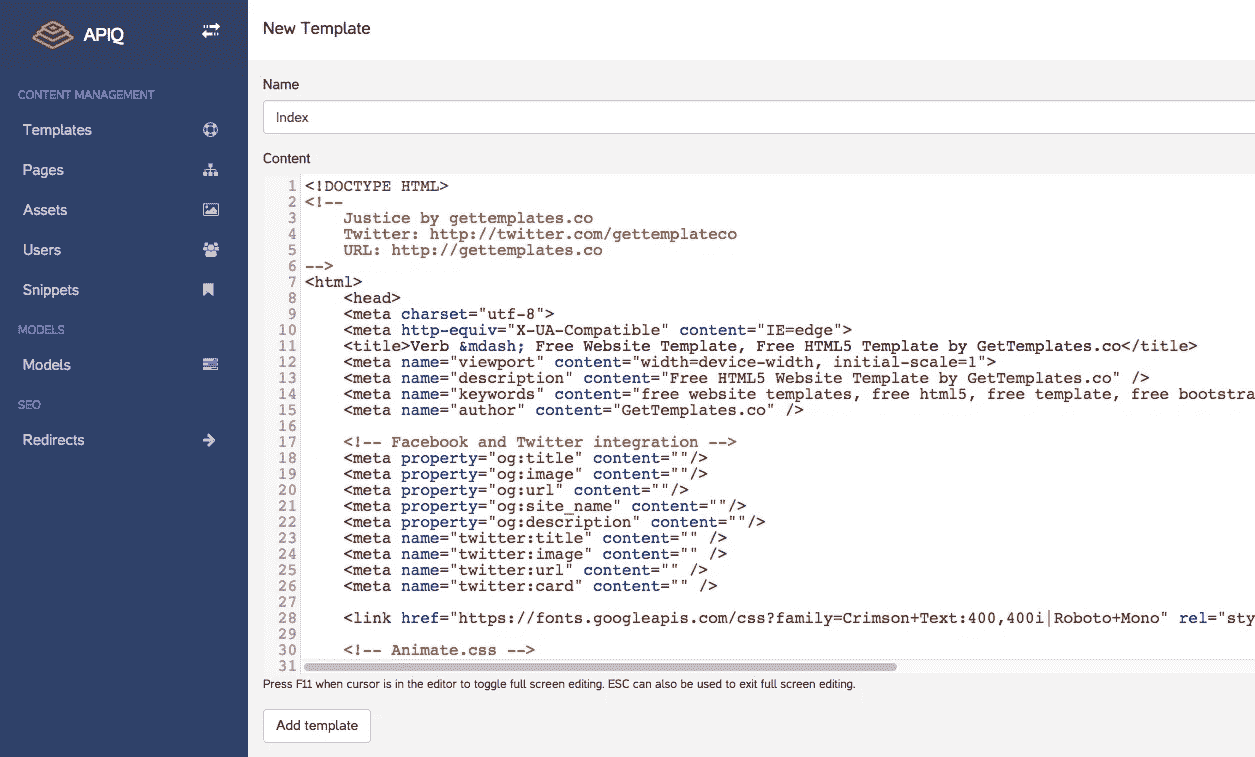 APIQ
CONTENT MANAGEMENT
Templates
Pages
Assets
Users
Snippets
MODELS
Models
SEO
Redirects
New Template
Name
Index
Content
1 <!DOCTYPE HTML>
2 <!--
3 Justice by gettemplates.co
4 Twitter: http://twitter.com/gettemplateco
5 URL: http://gettemplates.co
6 -->
7 <html>
8 <head>
9 <meta charset="utf-8">
10 <meta http-equiv="X-UA-Compatible" content="IE=edge">
11 <title>Verb &mdash; Free Website Template, Free HTML5 Template by GetTemplates.co</title>
12 <meta name="viewport" content="width=device-width, initial-scale=1">
13 <meta name="description" content="Free HTML5 Website Template by GetTemplates.co" />
14 <meta name="keywords" content="free website templates, free html5, free template, free bootstra
15 <meta name="author" content="GetTemplates.co" />
16
17 <!-- Facebook and Twitter integration -->
18 <meta property="og:title" content=""/>
19 <meta property="og:image" content=""/>
20 <meta property="og:url" content=""/>
21 <meta property="og:site_name" content=""/>
22 <meta property="og:description" content=""/>
23 <meta name="twitter:title" content="" />
24 <meta name="twitter:image" content="" />
25 <meta name="twitter:url" content="" />
26 <meta name="twitter:card" content="" />
27
28 <link href="https://fonts.googleapis.com/css?family=Crimson+Text:400,400i|Roboto+Mono" rel="sty
29
30 <!-- Animate.css -->
31
Press F11 when cursor is in the editor to toggle full screen editing. ESC can also be used to exit full screen editing.
Add template